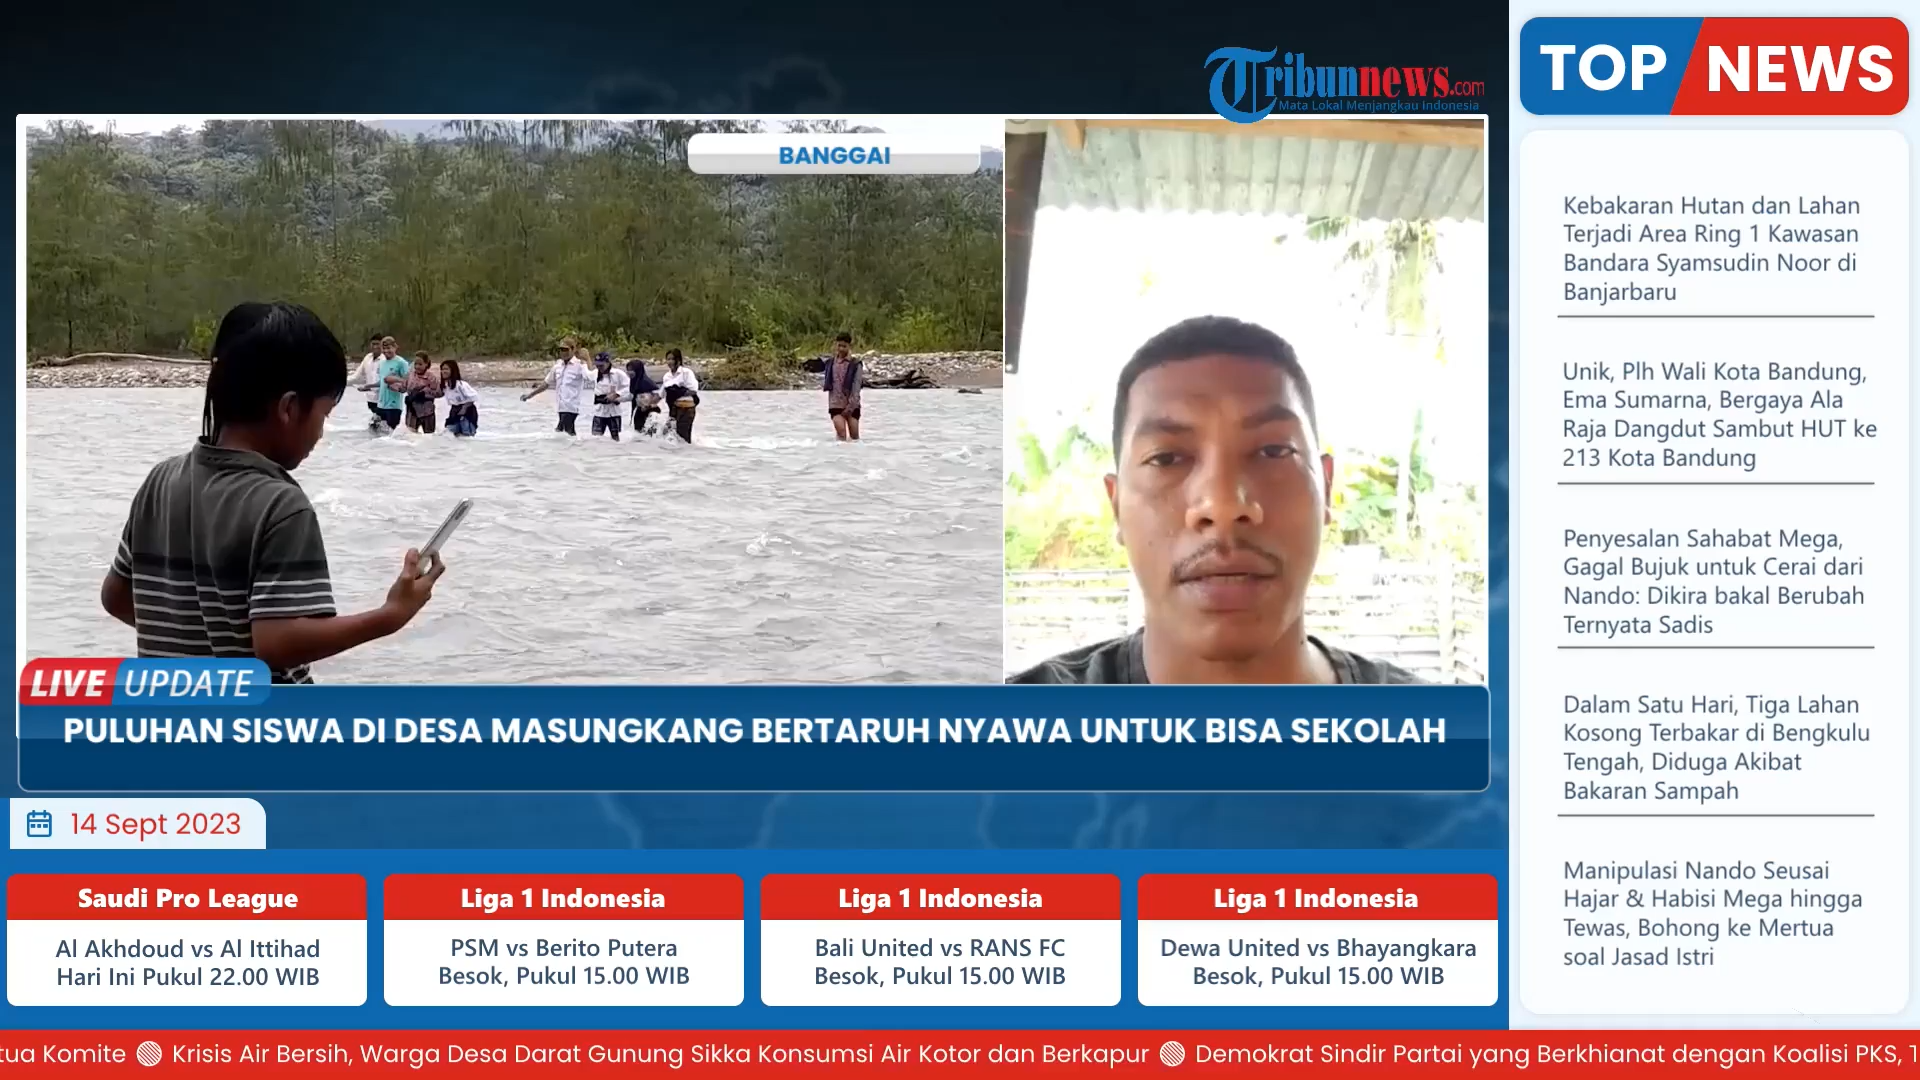 Tribunnews.com
Mata Lokal Menjangkau Indonesia
BANGGAI
LIVE UPDATE
PULUHAN SISWA DI DESA MASUNGKANG BERTARUH NYAWA UNTUK BISA SEKOLAH
14 Sept 2023
Saudi Pro League
Al Akhdoud vs Al Ittihad
Hari Ini Pukul 22.00 WIB
Liga 1 Indonesia
PSM vs Berito Putera
Besok, Pukul 15.00 WIB
Liga 1 Indonesia
Bali United vs RANS FC
Besok, Pukul 15.00 WIB
Liga 1 Indonesia
Dewa United vs Bhayangkara
Besok, Pukul 15.00 WIB
TOP NEWS
Kebakaran Hutan dan Lahan
Terjadi Area Ring 1 Kawasan
Bandara Syamsudin Noor di
Banjarbaru
Unik, Plh Wali Kota Bandung,
Ema Sumarna, Bergaya Ala
Raja Dangdut Sambut HUT ke
213 Kota Bandung
Penyesalan Sahabat Mega,
Gagal Bujuk untuk Cerai dari
Nando: Dikira bakal Berubah
Ternyata Sadis
Dalam Satu Hari, Tiga Lahan
Kosong Terbakar di Bengkulu
Tengah, Diduga Akibat
Bakaran Sampah
Manipulasi Nando Seusai
Hajar & Habisi Mega hingga
Tewas, Bohong ke Mertua
soal Jasad Istri
tua Komite Krisis Air Bersih, Warga Desa Darat Gunung Sikka Konsumsi Air Kotor dan Berkapur Demokrat Sindir Partai yang Berkhianat dengan Koalisi PKS,